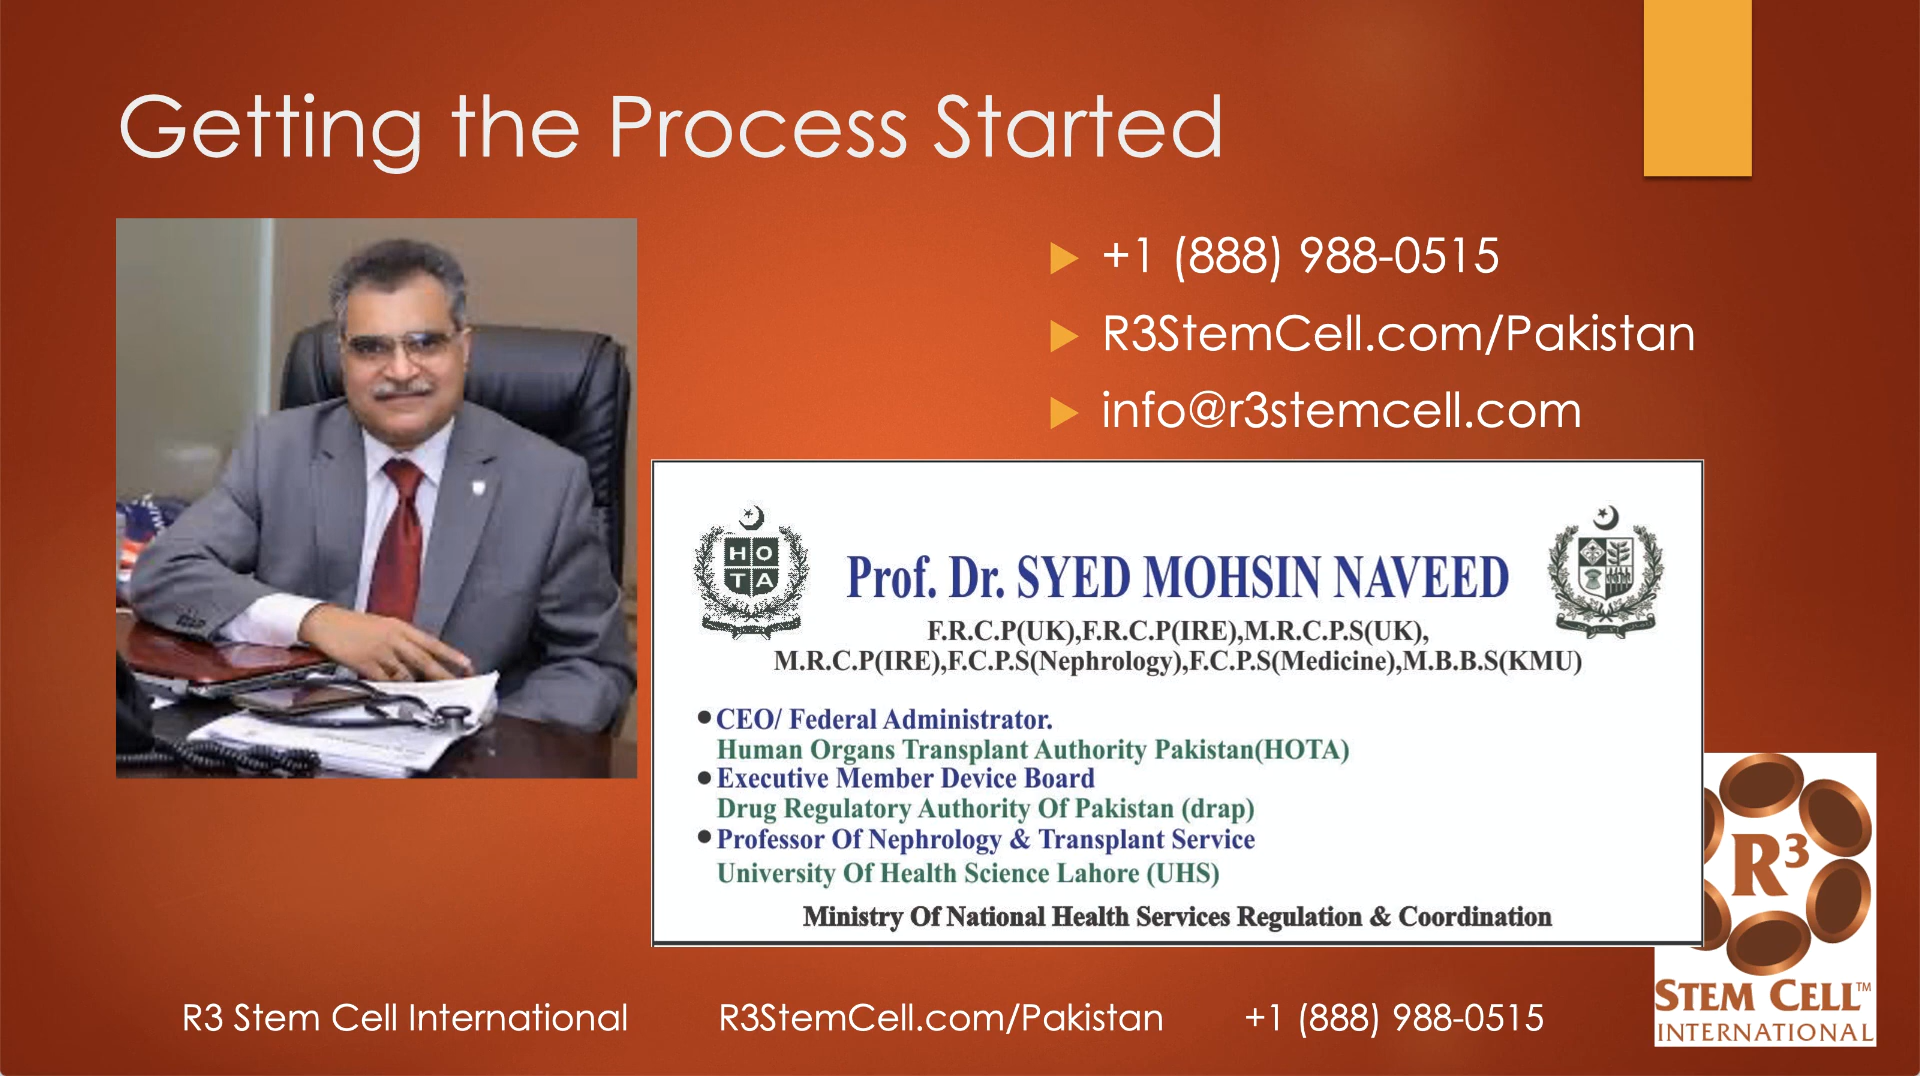 Getting the Process Started
+1 (888) 988-0515
R3StemCell.com/Pakistan
info@r3stemcell.com
H O
T A
Prof. Dr. SYED MOHSIN NAVEED
F.R.C.P(UK),F.R.C.P(IRE),M.R.C.P.S(UK),
M.R.C.P(IRE),F.C.P.S(Nephrology),F.C.P.S(Medicine),M.B.B.S(KMU)
•CEO/ Federal Administrator.
Human Organs Transplant Authority Pakistan(HOTA)
•Executive Member Device Board
Drug Regulatory Authority Of Pakistan (drap)
•Professor Of Nephrology & Transplant Service
University Of Health Science Lahore (UHS)
Ministry Of National Health Services Regulation & Coordination
R3
STEM CELL™
INTERNATIONAL
R3 Stem Cell International R3StemCell.com/Pakistan +1 (888) 988-0515